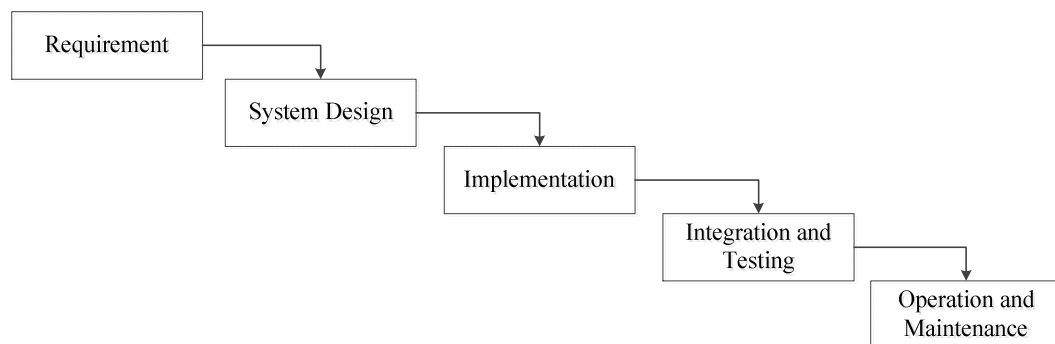 Requirement
System Design
Implementation
Integration and
Testing
Operation and
Maintenance